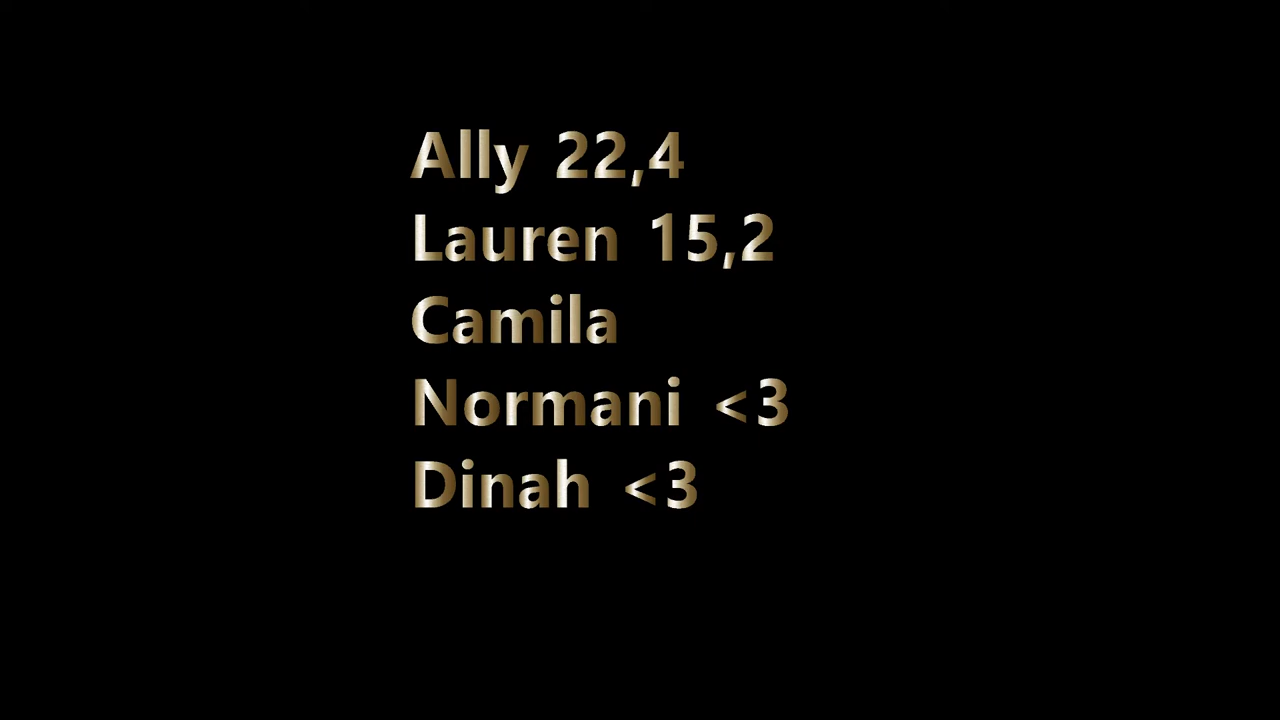 Ally 22,4
Lauren 15,2
Camila
Normani <3
Dinah <3